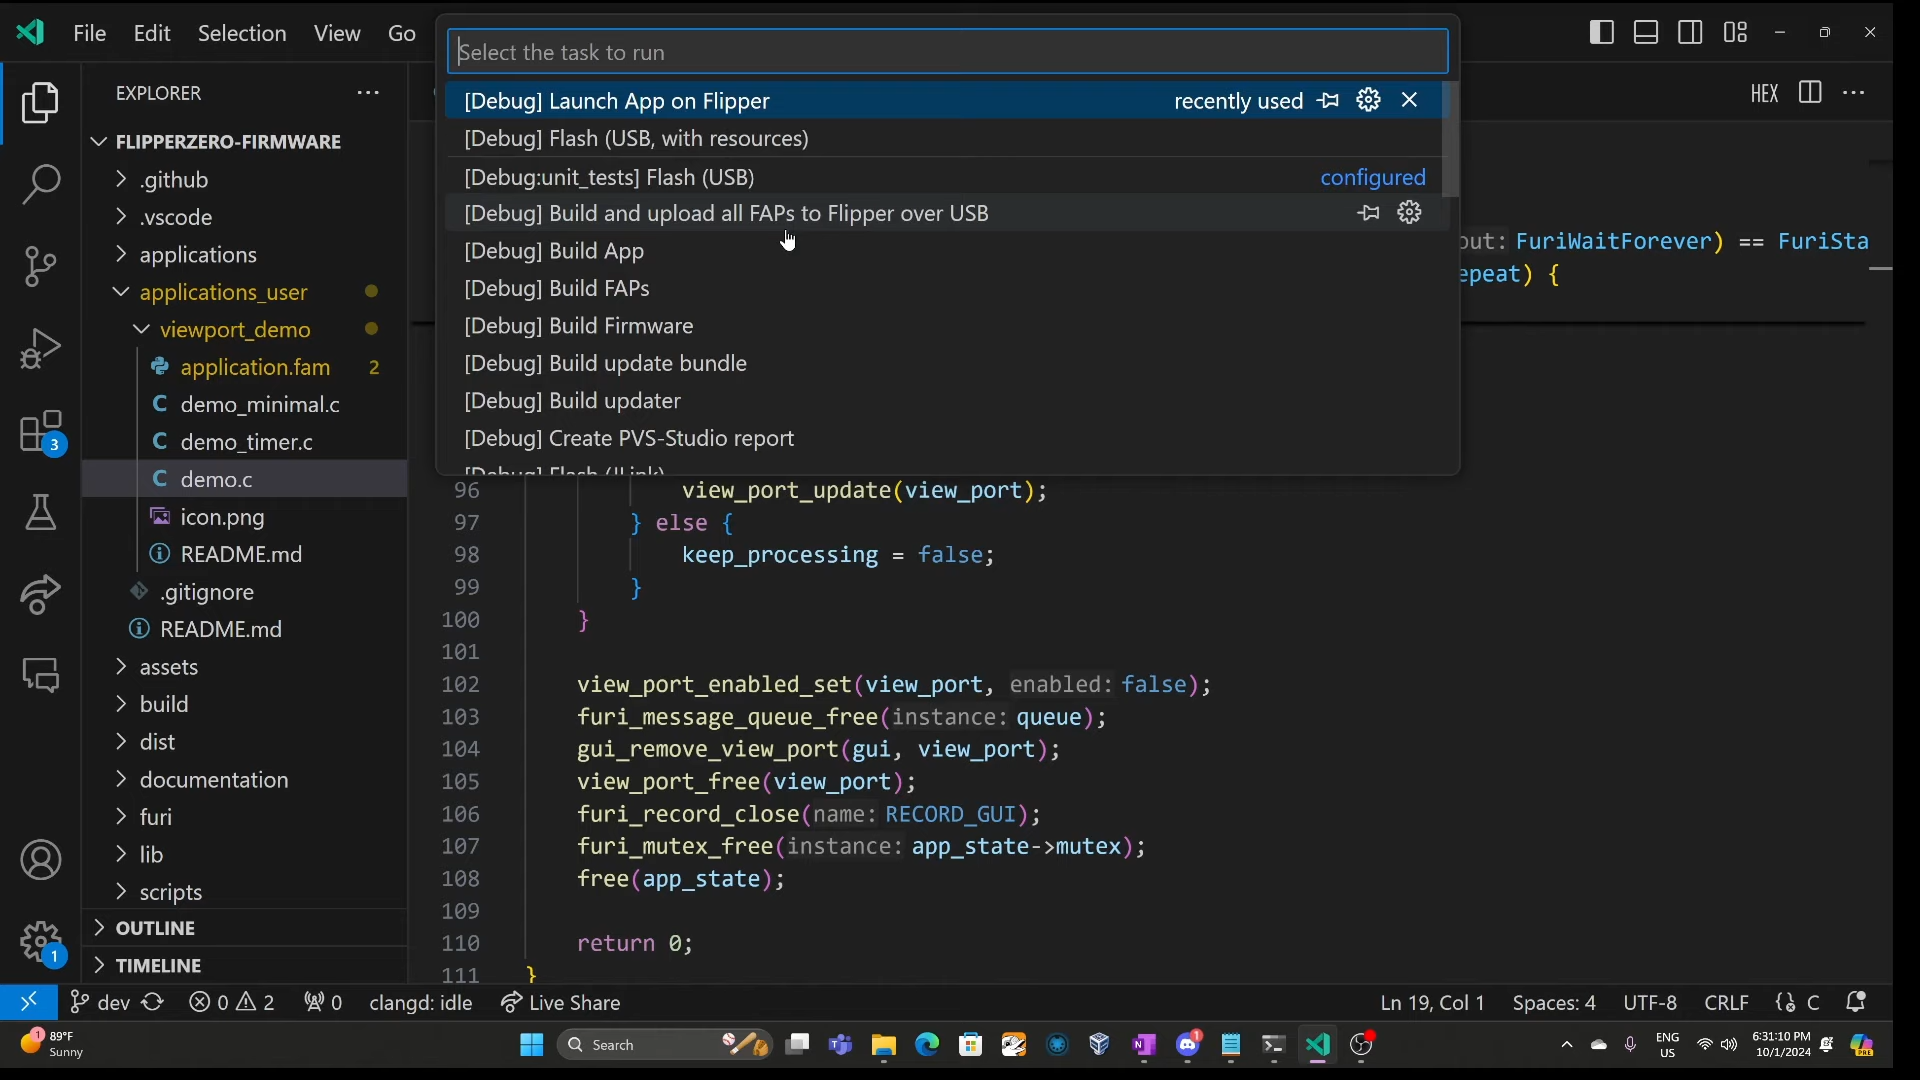 File Edit Selection View Go
Select the task to run
[Debug] Launch App on Flipper recently used
[Debug] Flash (USB, with resources)
[Debug:unit_tests] Flash (USB) configured
[Debug] Build and upload all FAPs to Flipper over USB
[Debug] Build App
[Debug] Build FAPs
[Debug] Build Firmware
[Debug] Build update bundle
[Debug] Build updater
[Debug] Create PVS-Studio report
EXPLORER
HEX
FLIPPERZERO-FIRMWARE
.github
.vscode
applications
applications_user
viewport_demo
application.fam 2
demo_minimal.c
demo_timer.c
demo.c
icon.png
README.md
.gitignore
README.md
assets
build
dist
documentation
furi
lib
scripts
OUTLINE
TIMELINE
3
1
out: FuriWaitForever) == FuriSta
epeat) {
96 view_port_update(view_port);
97 } else {
98 keep_processing = false;
99 }
100 }
101
102 view_port_enabled_set(view_port, enabled: false);
103 furi_message_queue_free(instance: queue);
104 gui_remove_view_port(gui, view_port);
105 view_port_free(view_port);
106 furi_record_close(name: RECORD_GUI);
107 furi_mutex_free(instance: app_state->mutex);
108 free(app_state);
109
110 return 0;
111 }
dev 0 2 0 clangd: idle Live Share Ln 19, Col 1 Spaces: 4 UTF-8 CRLF C
1 89°F
Sunny
Search
1
ENG
US
6:31:10 PM
10/1/2024
PRE